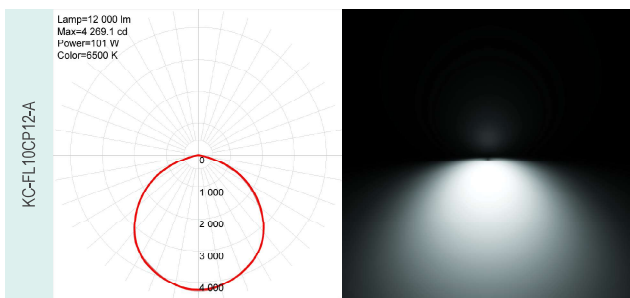 KC-FL10CP12-A
Lamp=12 000 lm
Max=4 269.1 cd
Power=101 W
Color=6500 K
0
1 000
2 000
3 000
4 000